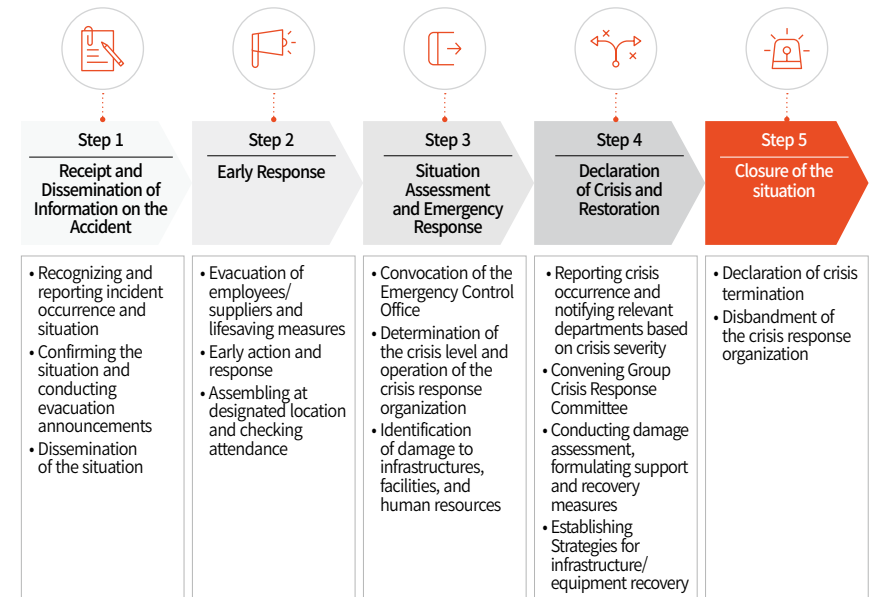 Step 1
Receipt and
Dissemination of
Information on the
Accident
• Recognizing and
reporting incident
occurrence and
situation
• Confirming the
situation and
conducting
evacuation
announcements
• Dissemination
of the situation
Step 2
Early Response
• Evacuation of
employees/
suppliers and
lifesaving measures
• Early action and
response
• Assembling at
designated location
and checking
attendance
Step 3
Situation
Assessment
and Emergency
Response
• Convocation of the
Emergency Control
Office
• Determination of
the crisis level and
operation of the
crisis response
organization
• Identification
of damage to
infrastructures,
facilities, and
human resources
Step 4
Declaration
of Crisis and
Restoration
• Reporting crisis
occurrence and
notifying relevant
departments based
on crisis severity
• Convening Group
Crisis Response
Committee
• Conducting damage
assessment,
formulating support
and recovery
measures
• Establishing
Strategies for
infrastructure/
equipment recovery
Step 5
Closure of the
situation
• Declaration of crisis
termination
• Disbandment of
the crisis response
organization